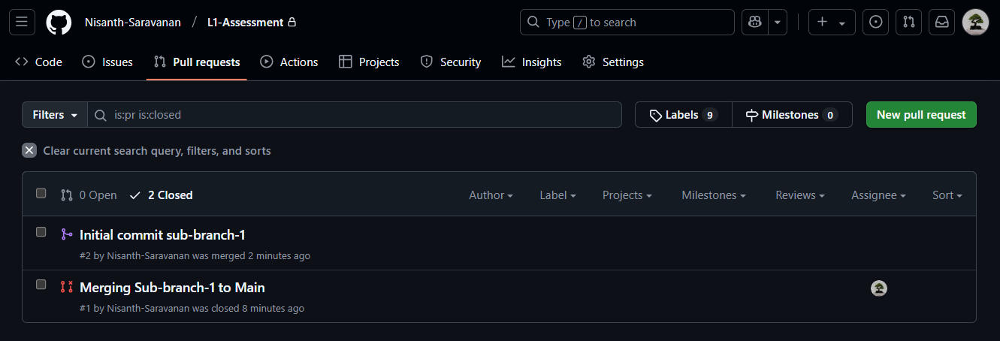 Nisanth-Saravanan / L1-Assessment Type / to search
Code Issues Pull requests Actions Projects Security Insights Settings
Filters is:pr is:closed Labels 9 Milestones 0 New pull request
Clear current search query, filters, and sorts
0 Open 2 Closed Author Label Projects Milestones Reviews Assignee Sort
Initial commit sub-branch-1
#2 by Nisanth-Saravanan was merged 2 minutes ago
Merging Sub-branch-1 to Main
#1 by Nisanth-Saravanan was closed 8 minutes ago